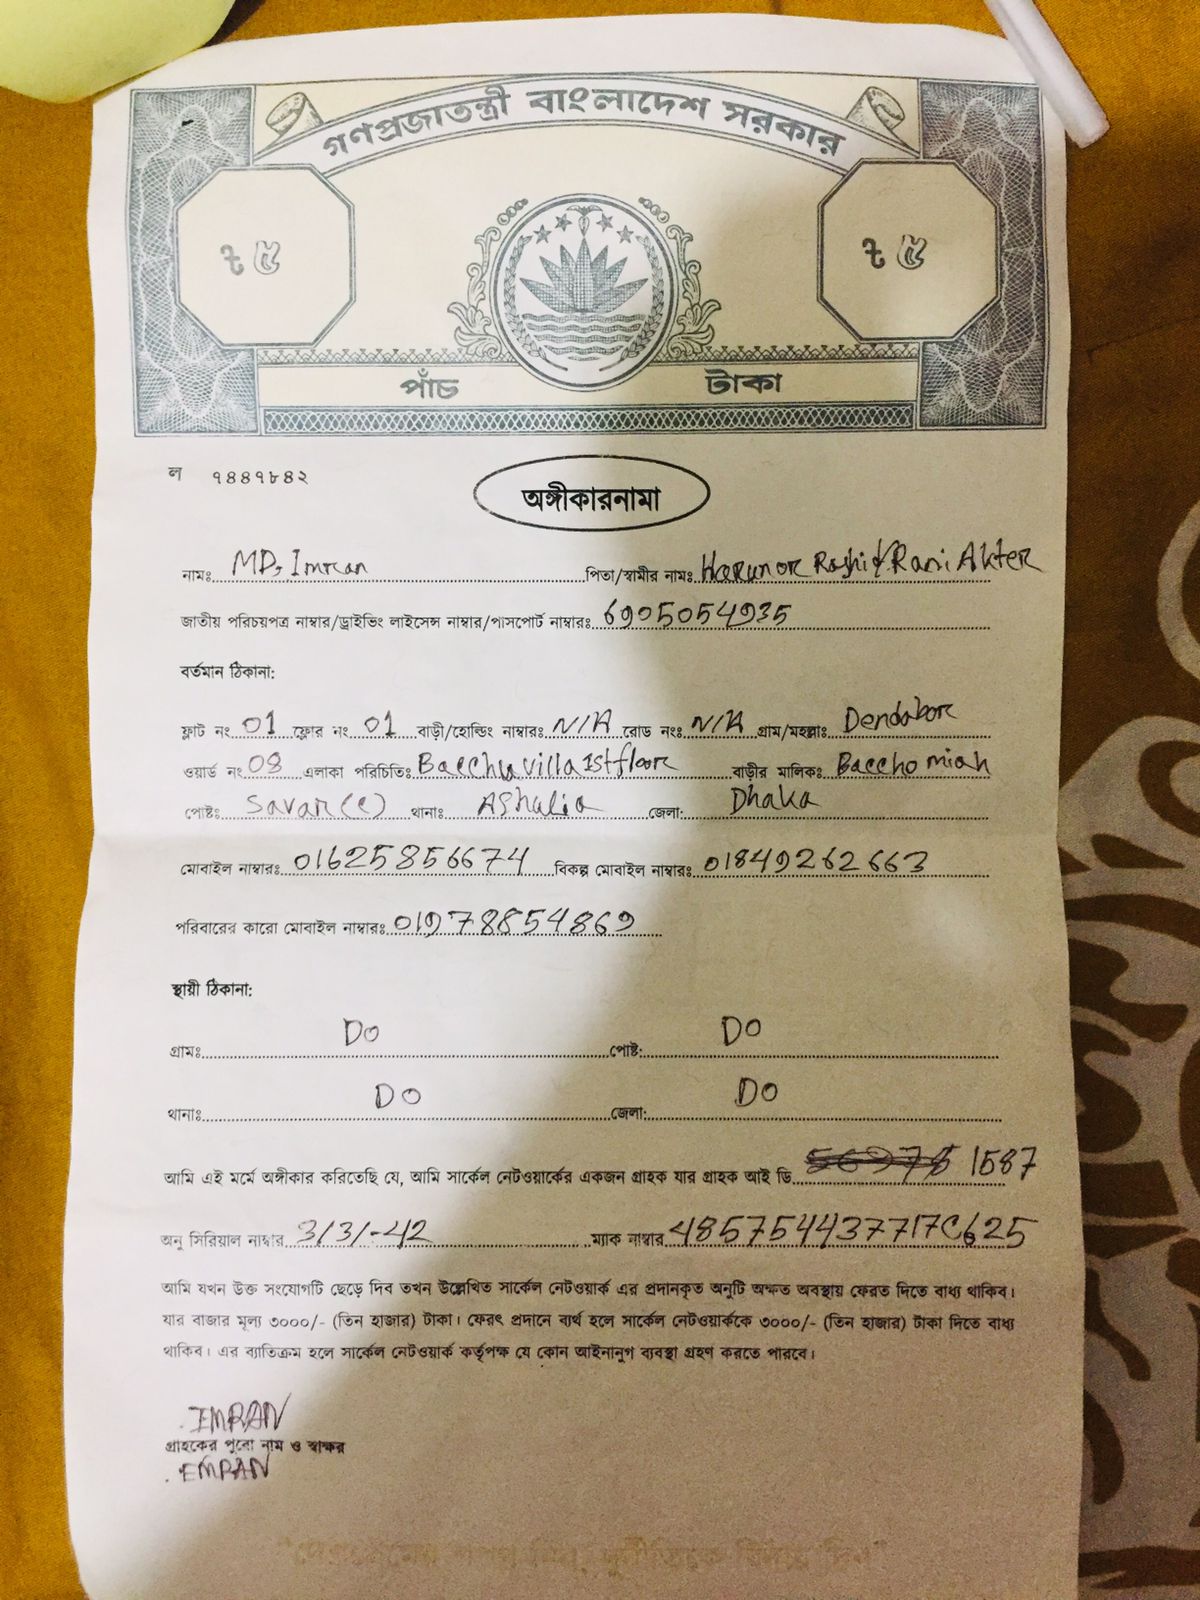 গণপ্রজাতন্ত্রী বাংলাদেশ সরকার
৳ ৫ ৳ ৫
পাঁচ টাকা
ল ৭৪৪৭৮৪২
অঙ্গীকারনামা
নামঃ MD, Imran পিতা/স্বামীর নামঃ Harunor Roshid Rani Akter
জাতীয় পরিচয়পত্র নাম্বার/ড্রাইভিং লাইসেন্স নাম্বার/পাসপোর্ট নাম্বারঃ 6905054935
বর্তমান ঠিকানা:
ফ্লাট নং 01 ফ্লোর নং 01 বাড়ী/হোল্ডিং নাম্বারঃ N/A রোড নংঃ N/A গ্রাম/মহল্লাঃ Dendabor
ওয়ার্ড নং 08 এলাকা পরিচিতিঃ Bacchu villa 1st floor বাড়ীর মালিকঃ Baccho miah
পোষ্টঃ Savar (c) থানাঃ Ashulia জেলা: Dhaka
মোবাইল নাম্বারঃ 01625856674 বিকল্প মোবাইল নাম্বারঃ 01849262663
পরিবারের কারো মোবাইল নাম্বারঃ 01978854869
স্থায়ী ঠিকানা:
গ্রামঃ DO পোষ্ট: DO
থানাঃ DO জেলা: DO
আমি এই মর্মে অঙ্গীকার করিতেছি যে, আমি সার্কেল নেটওয়ার্কের একজন গ্রাহক যার গ্রাহক আই ডি 1587
অনু সিরিয়াল নাম্বার 3/3/-42 ম্যাক নাম্বার 485754437717C625
আমি যখন উক্ত সংযোগটি ছেড়ে দিব তখন উল্লেখিত সার্কেল নেটওয়ার্ক এর প্রদানকৃত অনুটি অক্ষত অবস্থায় ফেরত দিতে বাধ্য থাকিব।
যার বাজার মূল্য ৩০০০/- (তিন হাজার) টাকা। ফেরৎ প্রদানে ব্যর্থ হলে সার্কেল নেটওয়ার্ককে ৩০০০/- (তিন হাজার) টাকা দিতে বাধ্য
থাকিব। এর ব্যাতিক্রম হলে সার্কেল নেটওয়ার্ক কর্তৃপক্ষ যে কোন আইনানুগ ব্যবস্থা গ্রহণ করতে পারবে।
IMRAN
গ্রাহকের পুরো নাম ও স্বাক্ষর
EMRAN